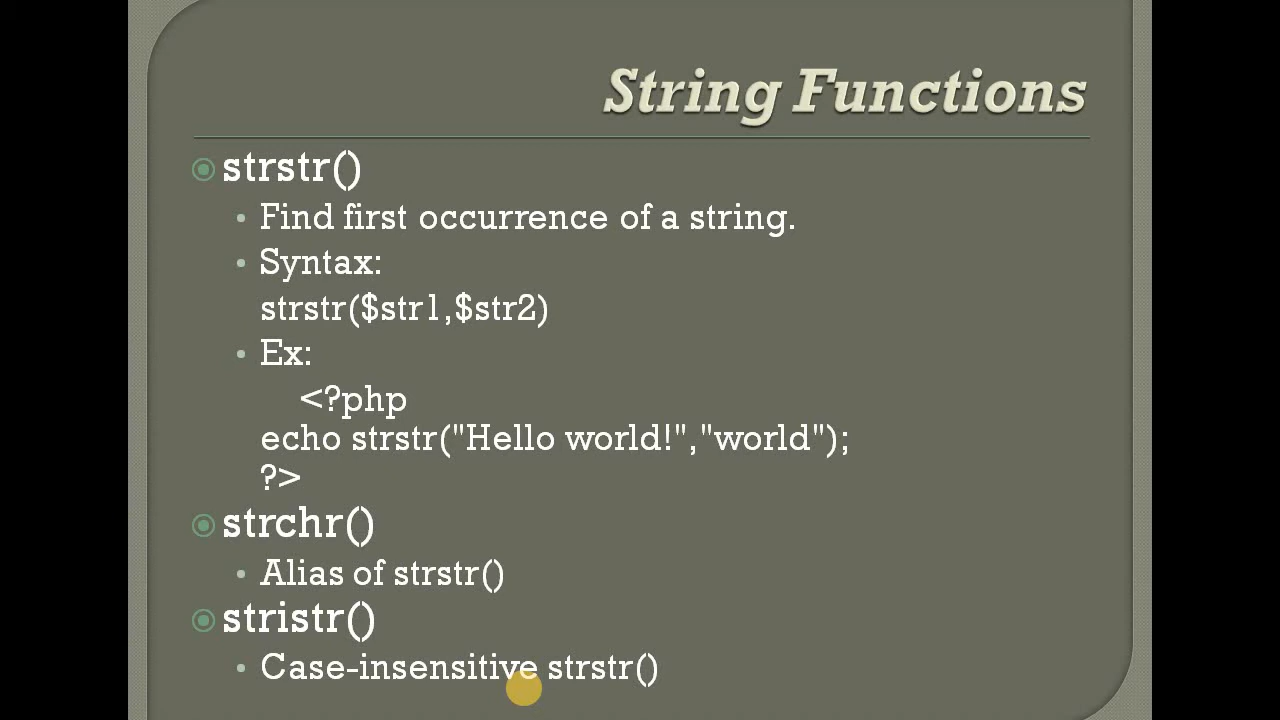 String Functions
strstr()
Find first occurrence of a string.
Syntax:
strstr($str1,$str2)
Ex:
<?php
echo strstr("Hello world!","world");
?>
strchr()
Alias of strstr()
stristr()
Case-insensitive strstr()